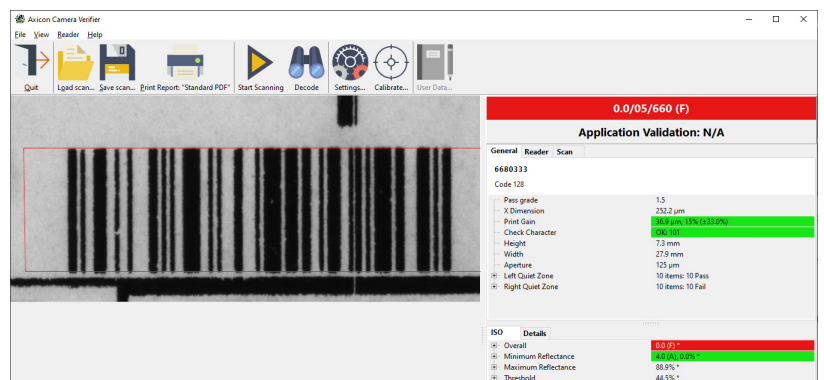 Axicon Camera Verifier
File View Reader Help
Quit Load scan... Save scan... Print Report: "Standard PDF" Start Scanning Decode Settings... Calibrate... User Data...
0.0/05/660 (F)
Application Validation: N/A
General Reader Scan
6680333
Code 128
Pass grade 1.5
X Dimension 252.2 µm
Print Gain 36.9 µm, 15% (±33.0%)
Check Character OK: 101
Height 7.3 mm
Width 27.9 mm
Aperture 125 µm
Left Quiet Zone 10 items: 10 Pass
Right Quiet Zone 10 items: 10 Fail
ISO Details
Overall 0.0 (F) *
Minimum Reflectance 4.0 (A), 0.0% *
Maximum Reflectance 88.9% *
Threshold 44.5% *